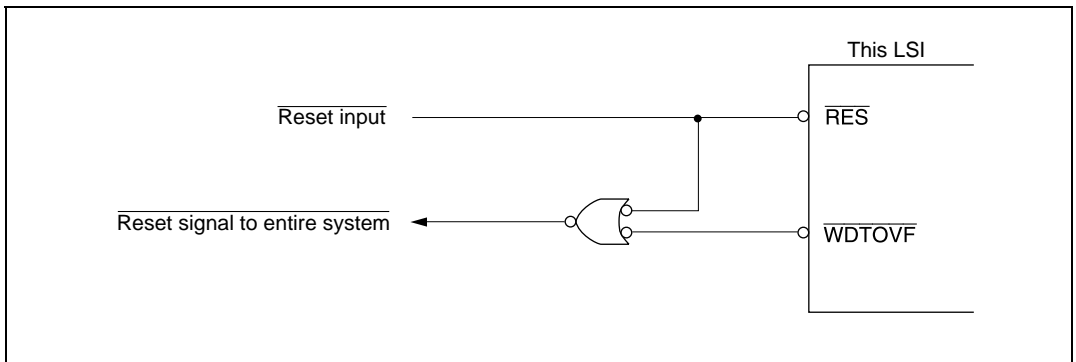 This LSI
Reset input
RES
Reset signal to entire system
WDTOVF